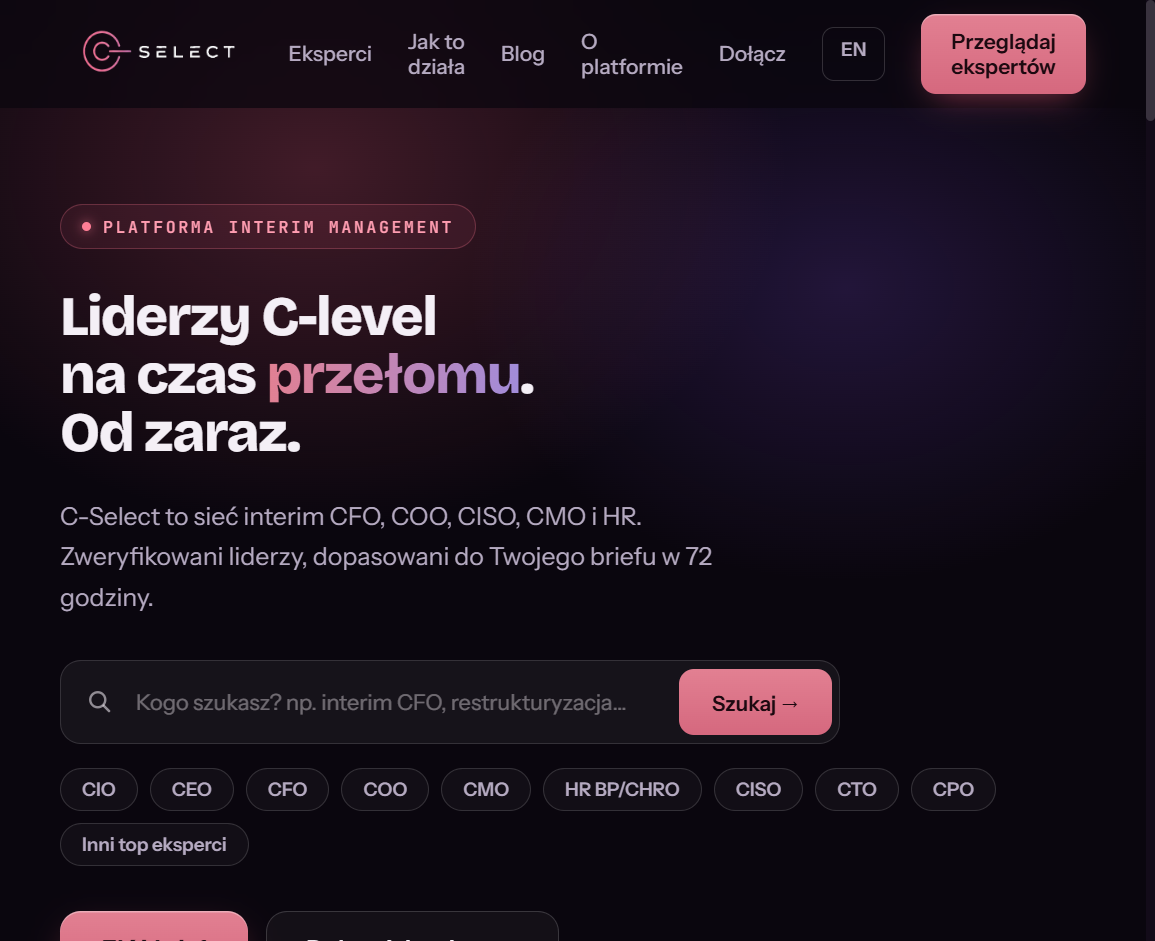 SELECT
Eksperci
Jak to
działa
Blog
O
platformie
Dołącz
EN
Przeglądaj
ekspertów
PLATFORMA INTERIM MANAGEMENT
Liderzy C-level
na czas przełomu.
Od zaraz.
C-Select to sieć interim CFO, COO, CISO, CMO i HR.
Zweryfikowani liderzy, dopasowani do Twojego briefu w 72
godziny.
Kogo szukasz? np. interim CFO, restrukturyzacja...
Szukaj →
CIO
CEO
CFO
COO
CMO
HR BP/CHRO
CISO
CTO
CPO
Inni top eksperci